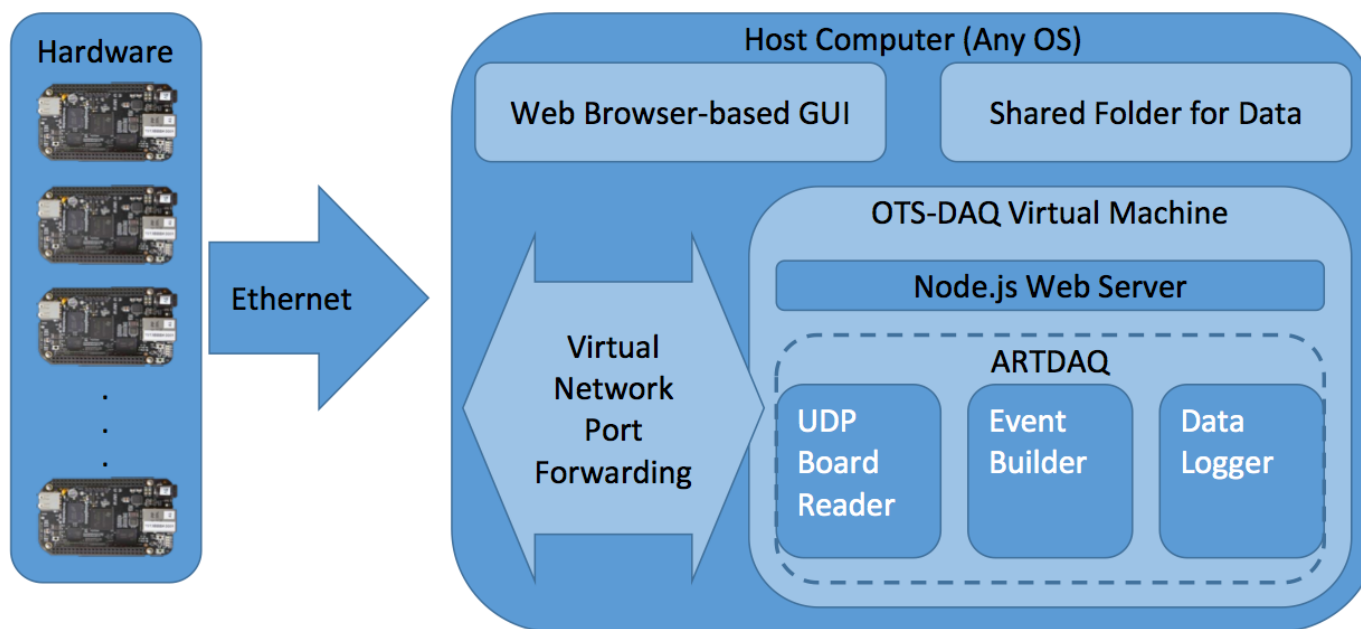 Hardware
.
.
.
Ethernet
Host Computer (Any OS)
Web Browser-based GUI
Shared Folder for Data
Virtual
Network
Port
Forwarding
OTS-DAQ Virtual Machine
Node.js Web Server
ARTDAQ
UDP
Board
Reader
Event
Builder
Data
Logger